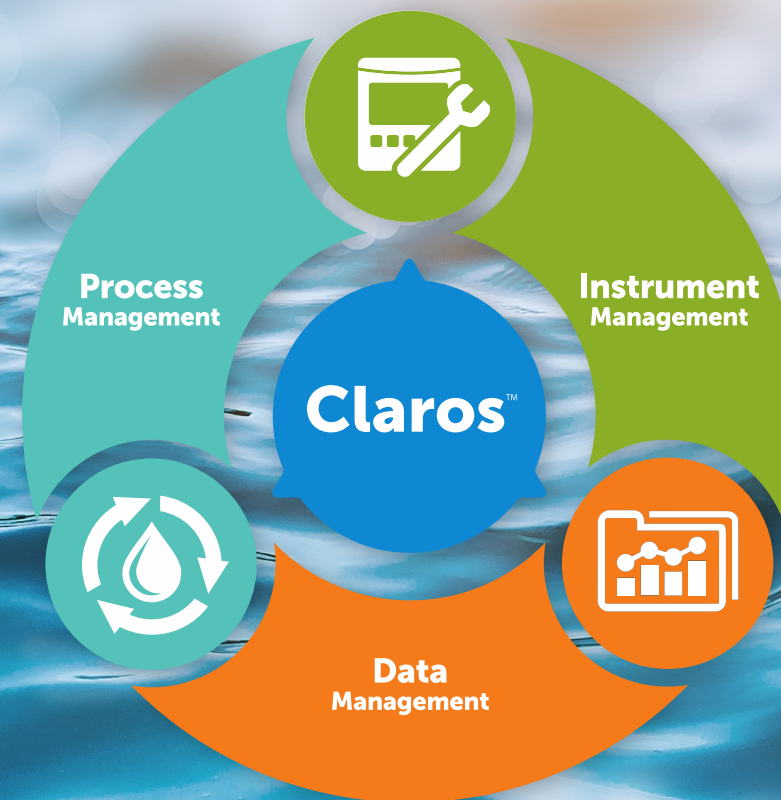 Process
Management
Instrument
Management
Claros™
Data
Management